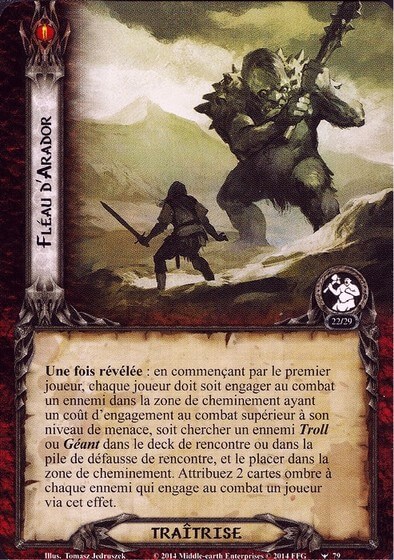 FLÉAU D'ARADOR
22/29
Une fois révélée : en commençant par le premier
joueur, chaque joueur doit soit engager au combat
un ennemi dans la zone de cheminement ayant
un coût d'engagement au combat supérieur à son
niveau de menace, soit chercher un ennemi Troll
ou Géant dans le deck de rencontre ou dans la
pile de défausse de rencontre, et le placer dans la
zone de cheminement. Attribuez 2 cartes ombre à
chaque ennemi qui engage au combat un joueur
via cet effet.
TRAÎTRISE
Illus. Tomasz Jedruszek © 2014 Middle-earth Enterprises © 2014 FFG 79